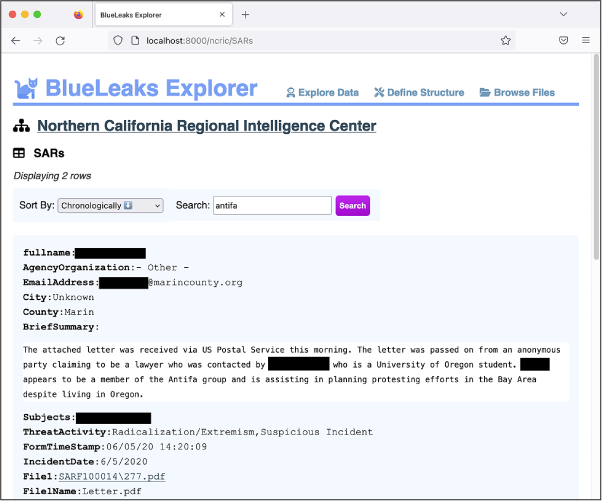 BlueLeaks Explorer
localhost:8000/ncric/SARs
BlueLeaks Explorer
Explore Data
Define Structure
Browse Files
Northern California Regional Intelligence Center
SARs
Displaying 2 rows
Sort By: Chronologically Search: antifa Search
fullname:
AgencyOrganization:- Other -
EmailAddress: @marincounty.org
City:Unknown
County:Marin
BriefSummary:
The attached letter was received via US Postal Service this morning. The letter was passed on from an anonymous
party claiming to be a lawyer who was contacted by who is a University of Oregon student.
appears to be a member of the Antifa group and is assisting in planning protesting efforts in the Bay Area
despite living in Oregon.
Subjects:
ThreatActivity:Radicalization/Extremism,Suspicious Incident
FormTimeStamp:06/05/20 14:20:09
IncidentDate:6/5/2020
File1:SARF100014\277.pdf
File1Name:Letter.pdf